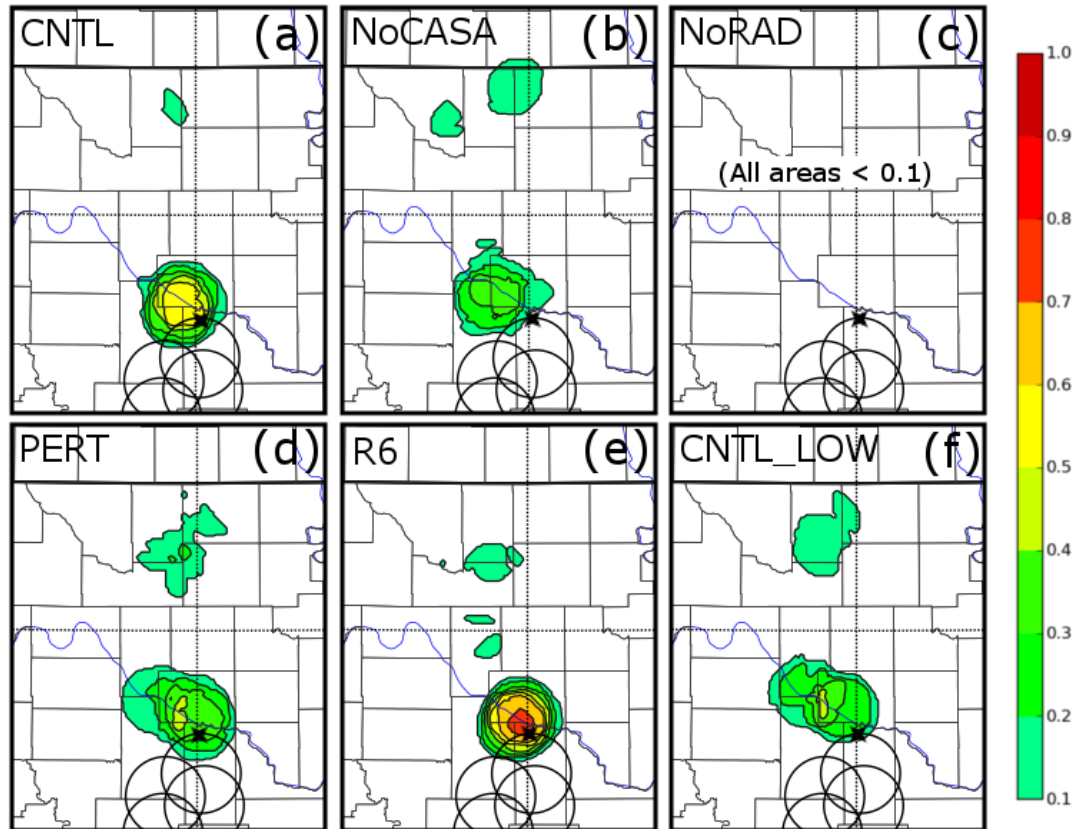 CNTL (a)
NoCASA (b)
NoRAD (c)
(All areas < 0.1)
PERT (d)
R6 (e)
CNTL_LOW (f)
1.0
0.9
0.8
0.7
0.6
0.5
0.4
0.3
0.2
0.1